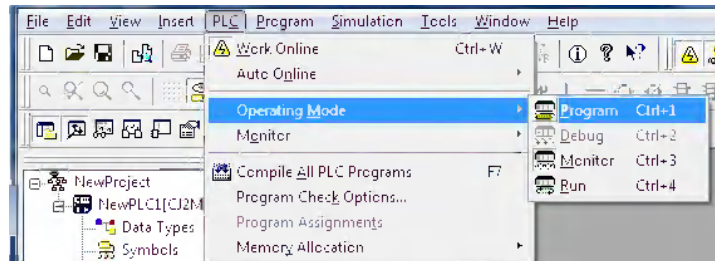 File Edit View Insert PLC Program Simulation Tools Window Help
Work Online Ctrl+W
Auto Online
Operating Mode
Program Ctrl+1
Monitor
Debug Ctrl+2
Compile All PLC Programs F7
Monitor Ctrl+3
Program Check Options...
Run Ctrl+4
Program Assignments
Memory Allocation
NewProject
NewPLC1[CJ2M
Data Types
Symbols